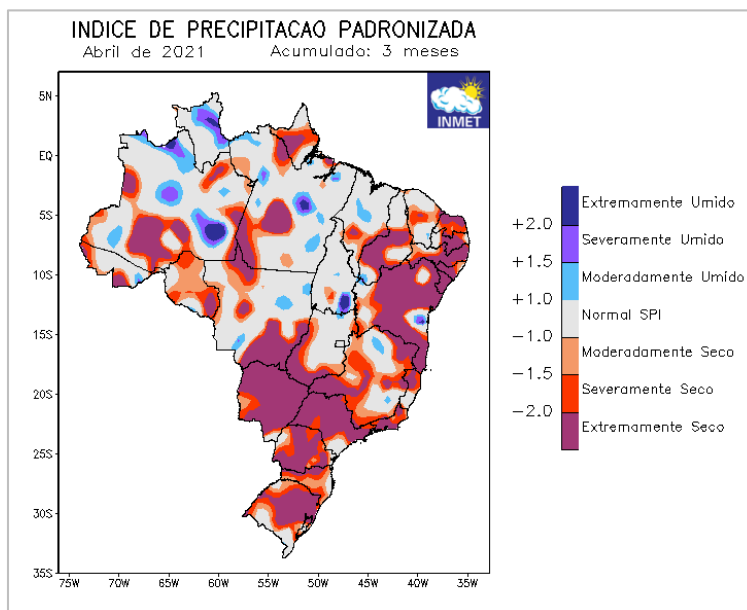 INDICE DE PRECIPITACAO PADRONIZADA
Abril de 2021 Acumulado: 3 meses
INMET
5N
EQ
5S
10S
15S
20S
25S
30S
35S
75W 70W 65W 60W 55W 50W 45W 40W 35W
Extremamente Umido
+2.0
Severamente Umido
+1.5
Moderadamente Umido
+1.0
Normal SPI
−1.0
Moderadamente Seco
−1.5
Severamente Seco
−2.0
Extremamente Seco